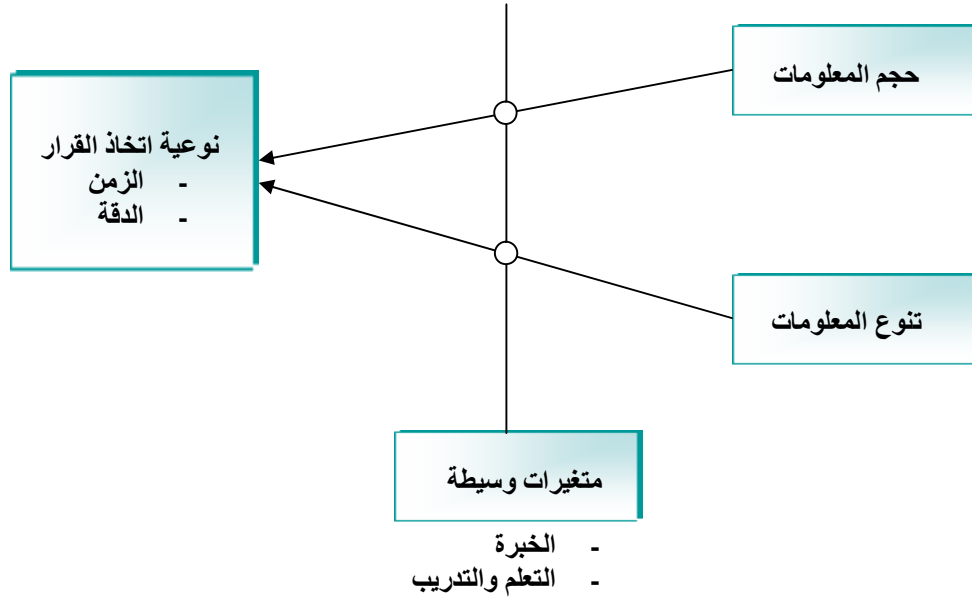 حجم المعلومات
نوعية اتخاذ القرار
- الزمن
- الدقة
تنوع المعلومات
متغيرات وسيطة
- الخبرة
- التعلم والتدريب